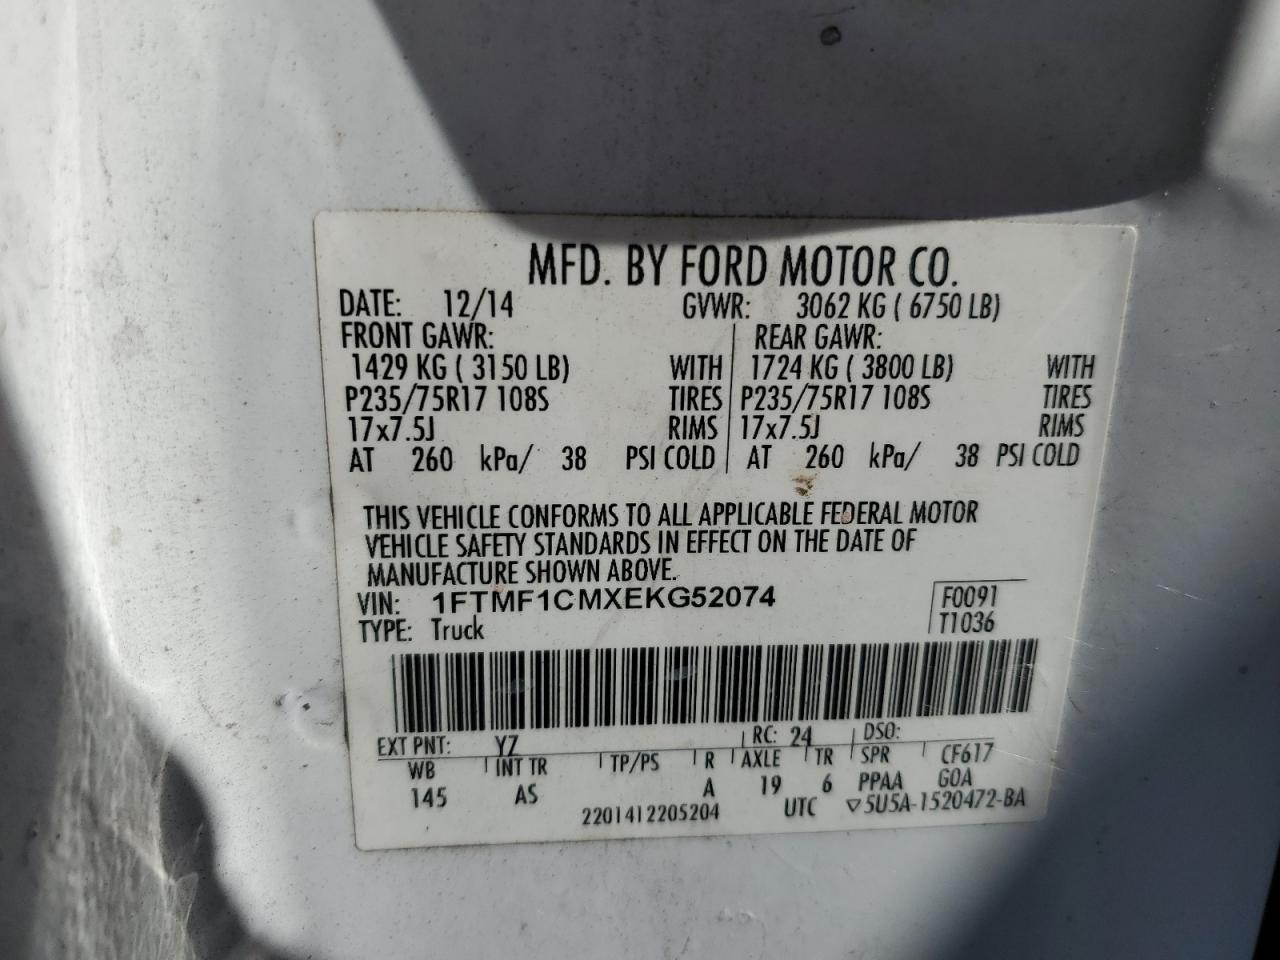 MFD. BY FORD MOTOR CO.
DATE: 12/14 GVWR: 3062 KG ( 6750 LB)
FRONT GAWR: REAR GAWR:
1429 KG ( 3150 LB) WITH 1724 KG ( 3800 LB) WITH
P235/75R17 108S TIRES P235/75R17 108S TIRES
17x7.5J RIMS 17x7.5J RIMS
AT 260 kPa/ 38 PSI COLD AT 260 kPa/ 38 PSI COLD
THIS VEHICLE CONFORMS TO ALL APPLICABLE FEDERAL MOTOR
VEHICLE SAFETY STANDARDS IN EFFECT ON THE DATE OF
MANUFACTURE SHOWN ABOVE.
VIN: 1FTMF1CMXEKG52074 F0091
TYPE: Truck T1036
EXT PNT: YZ RC: 24 DSO:
WB INT TR TP/PS R AXLE TR SPR CF617
145 AS A 19 6 PPAA GOA
2201412205204 UTC ▽5U5A-1520472-BA